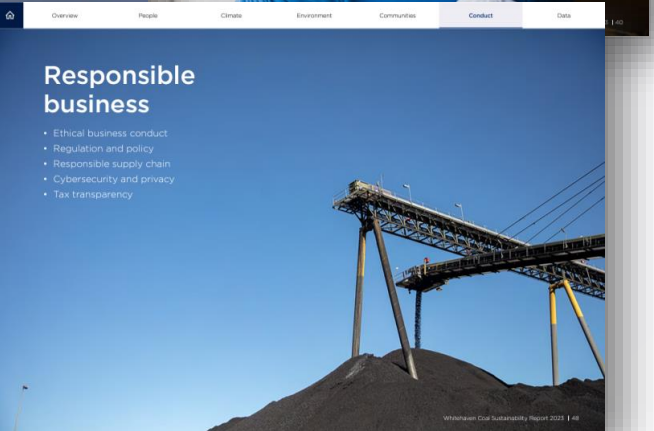 Overview People Climate Environment Communities Conduct Data
| 40
Responsible
business
• Ethical business conduct
• Regulation and policy
• Responsible supply chain
• Cybersecurity and privacy
• Tax transparency
Whitehaven Coal Sustainability Report 2023 | 48